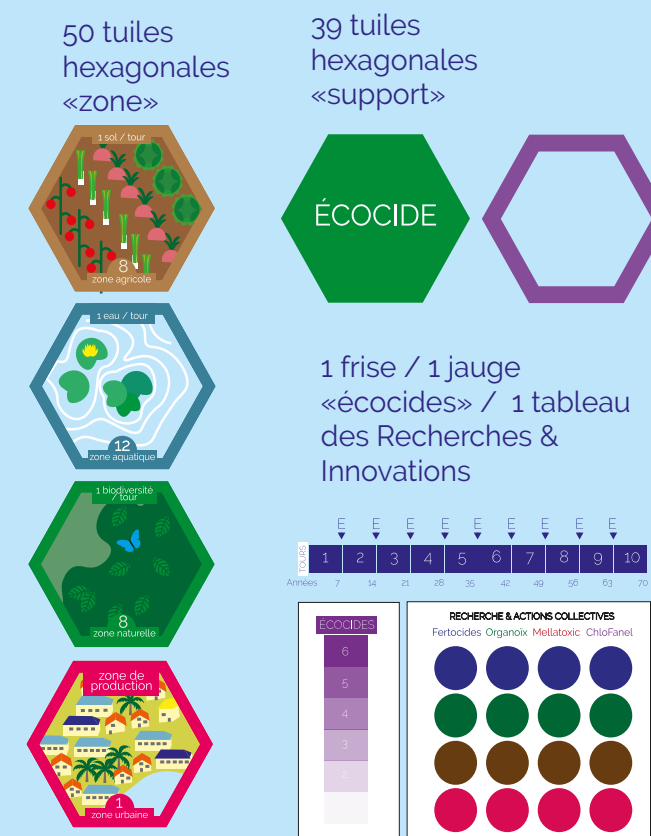 50 tuiles
hexagonales
«zone»
1 sol / tour
8
zone agricole
1 eau / tour
12
zone aquatique
1 biodiversité
/ tour
8
zone naturelle
zone de
production
1
zone urbaine
39 tuiles
hexagonales
«support»
ÉCOCIDE
1 frise / 1 jauge
«écocides» / 1 tableau
des Recherches &
Innovations
E E E E E E E E E
TOURS 1 2 3 4 5 6 7 8 9 10
Années 7 14 21 28 35 42 49 56 63 70
ÉCOCIDES
6
5
4
3
2
RECHERCHE & ACTIONS COLLECTIVES
Fertocides Organoïx Mellatoxic ChloFanel